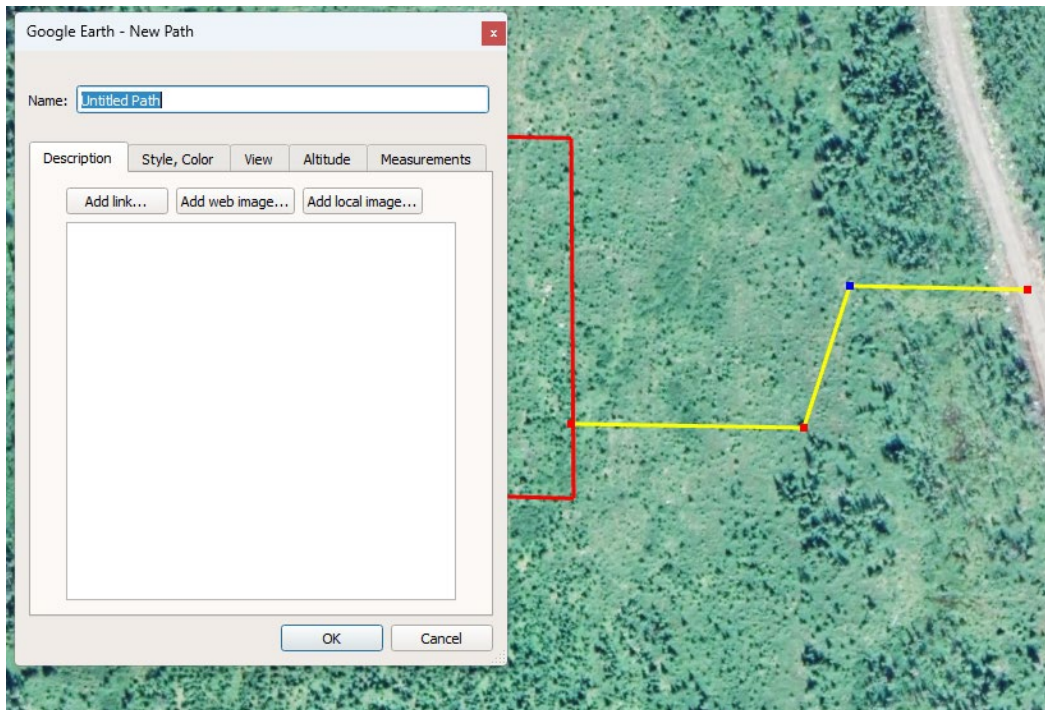 Google Earth - New Path
x
Name: Untitled Path
Description Style, Color View Altitude Measurements
Add link... Add web image... Add local image...
OK Cancel